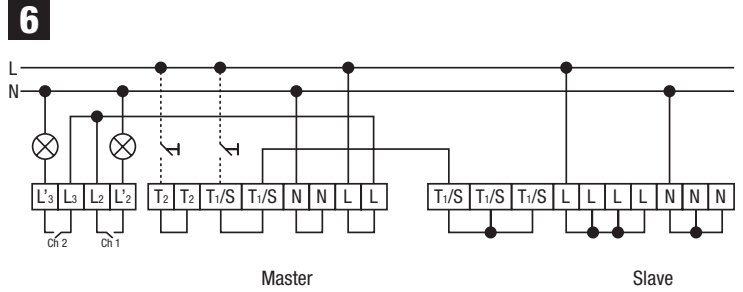 6
L
N
L'3 L3 L2 L'2 T2 T2 T1/S T1/S N N L L T1/S T1/S T1/S L L L L N N N
Ch 2 Ch 1
Master Slave